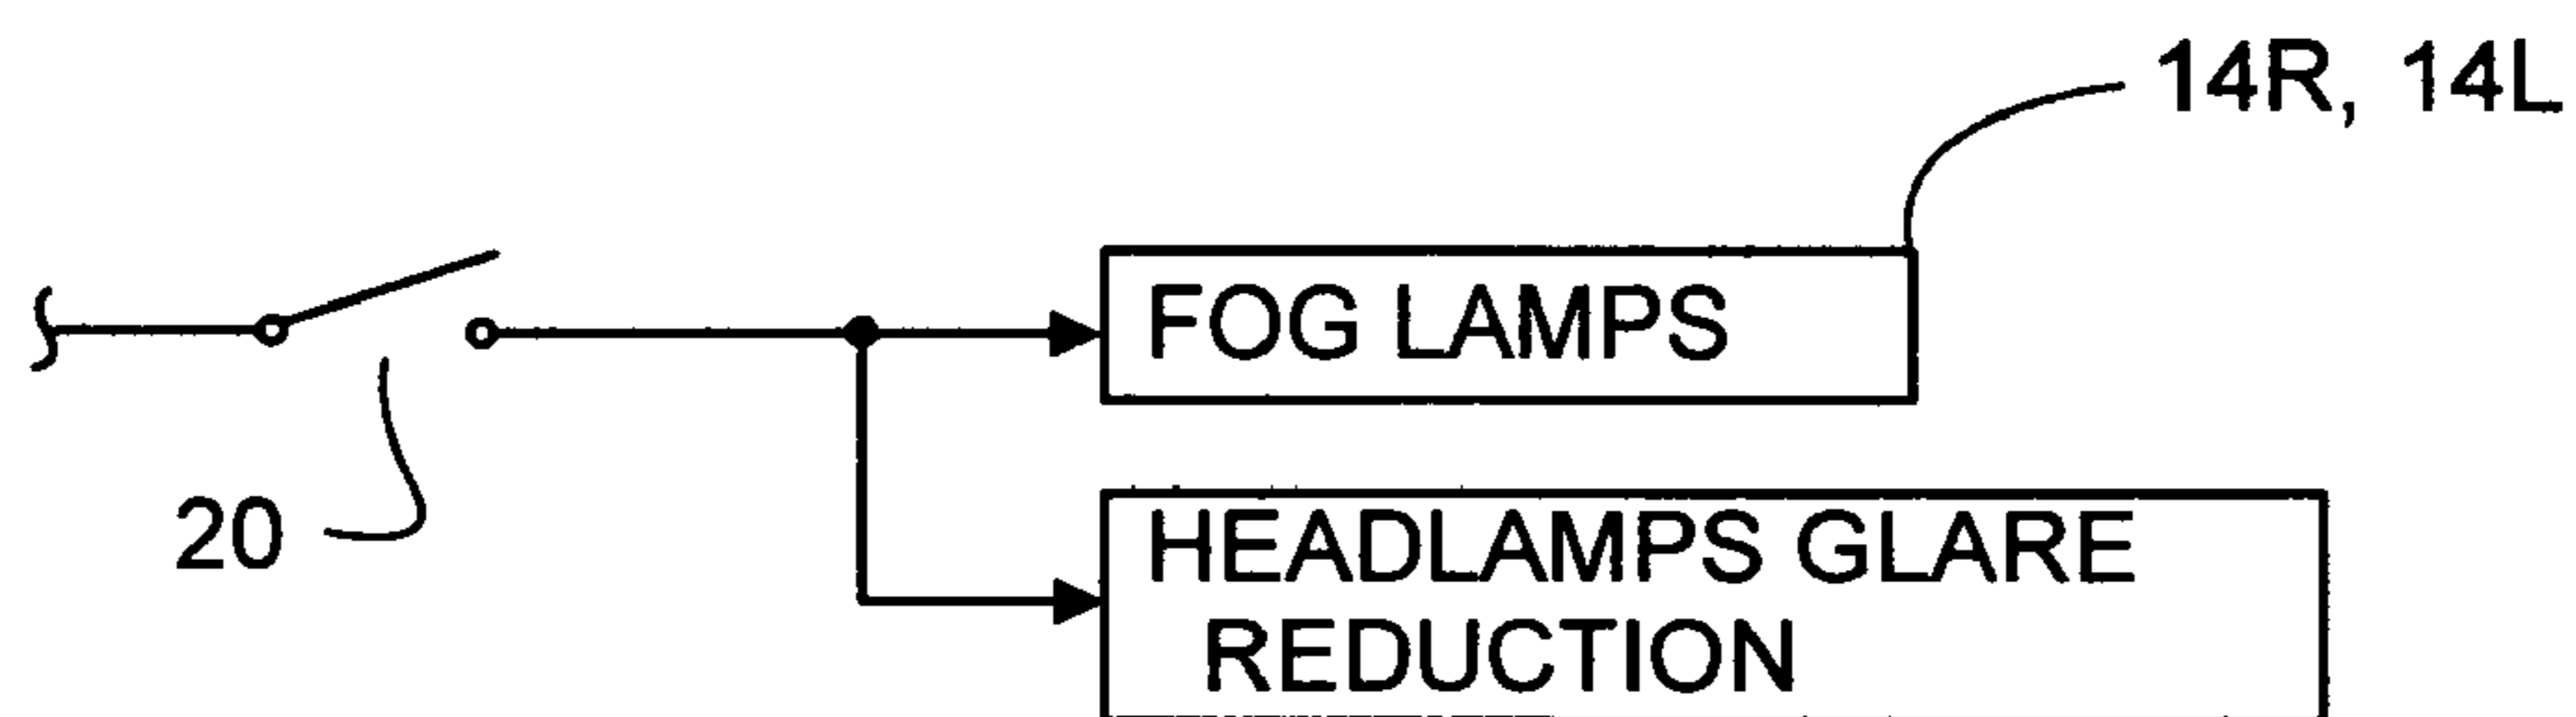 14R, 14L
FOG LAMPS
20
HEADLAMPS GLARE
REDUCTION